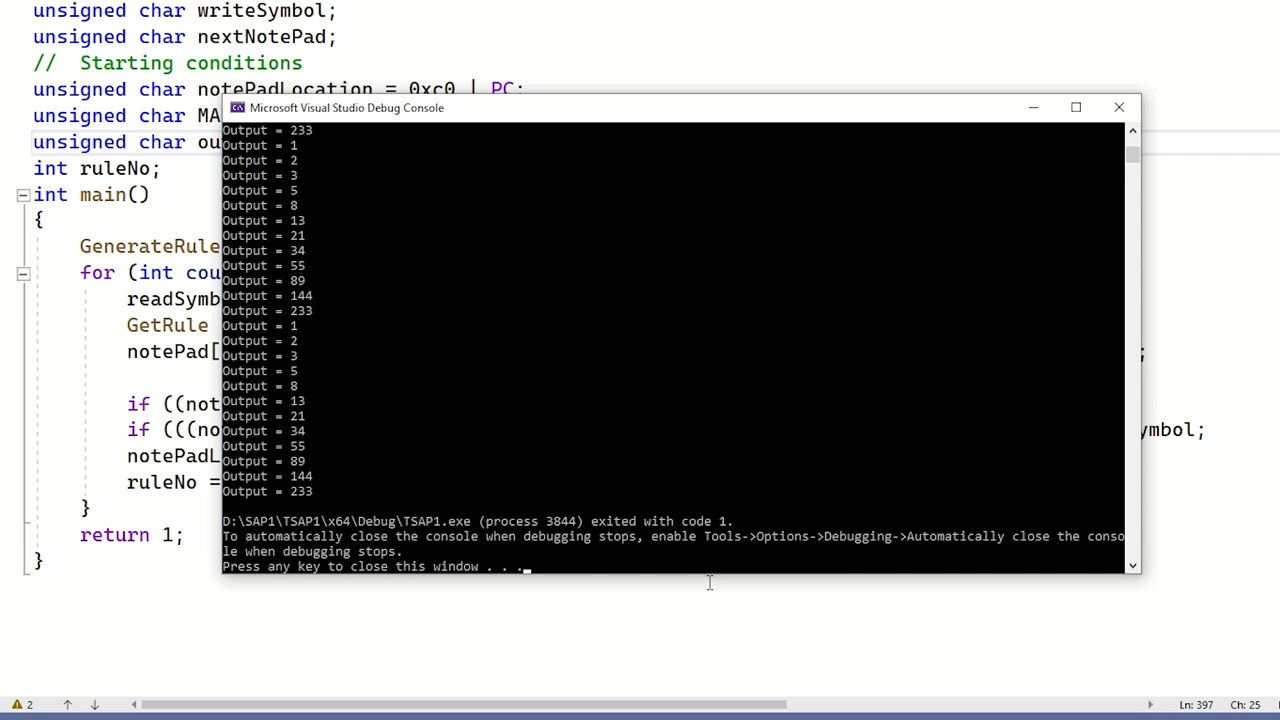 unsigned char writeSymbol;
unsigned char nextNotePad;
// Starting conditions
unsigned char notePadLocation = 0xc0 | PC;
unsigned char MA
unsigned char ou
int ruleNo;
int main()
{
GenerateRule
for (int cou
readSymb
GetRule
notePad[ ;
if ((not
if (((no ymbol;
notePadL
ruleNo =
}
return 1;
}
Microsoft Visual Studio Debug Console
Output = 233
Output = 1
Output = 2
Output = 3
Output = 5
Output = 8
Output = 13
Output = 21
Output = 34
Output = 55
Output = 89
Output = 144
Output = 233
Output = 1
Output = 2
Output = 3
Output = 5
Output = 8
Output = 13
Output = 21
Output = 34
Output = 55
Output = 89
Output = 144
Output = 233
D:\SAP1\TSAP1\x64\Debug\TSAP1.exe (process 3844) exited with code 1.
To automatically close the console when debugging stops, enable Tools->Options->Debugging->Automatically close the conso
le when debugging stops.
Press any key to close this window . . .
2
Ln: 397 Ch: 25